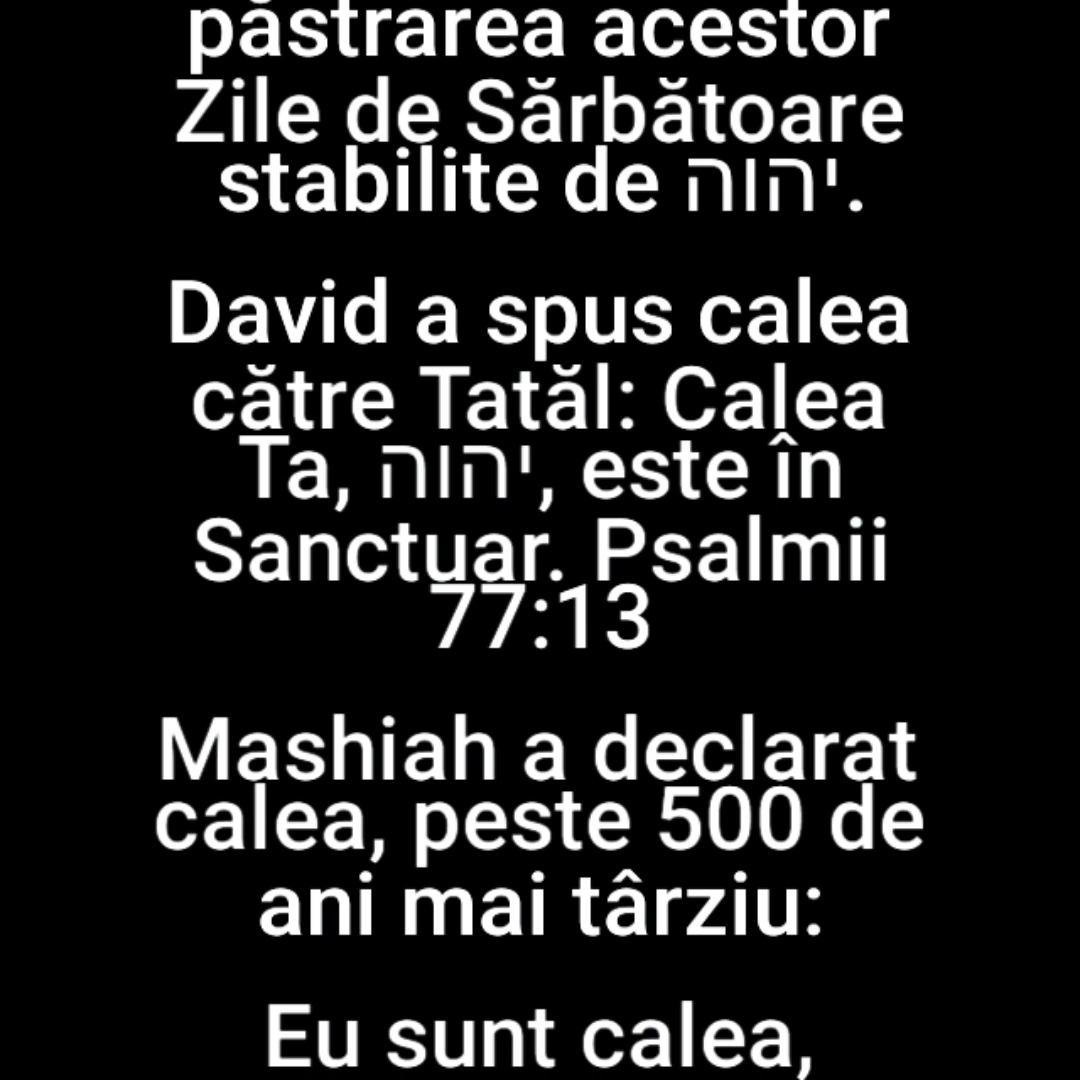 păstrarea acestor
Zile de Sărbătoare
stabilite de יהוה.
David a spus calea
către Tatăl: Calea
Ta, יהוה, este în
Sanctuar. Psalmii
77:13
Mashiah a declarat
calea, peste 500 de
ani mai târziu:
Eu sunt calea,